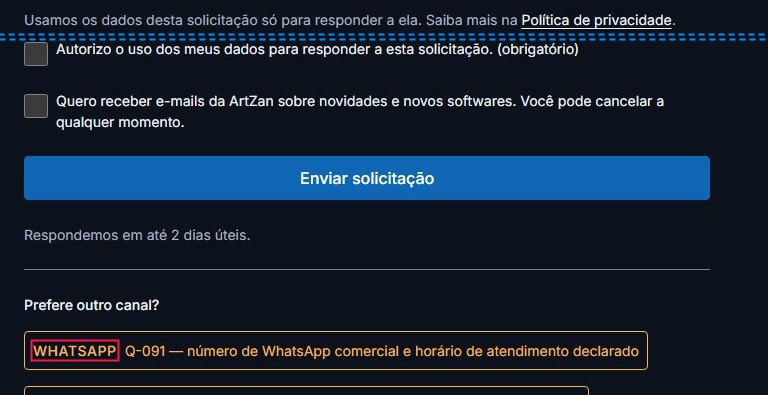 Usamos os dados desta solicitação só para responder a ela. Saiba mais na Política de privacidade.
Autorizo o uso dos meus dados para responder a esta solicitação. (obrigatório)
Quero receber e-mails da ArtZan sobre novidades e novos softwares. Você pode cancelar a
qualquer momento.
Enviar solicitação
Respondemos em até 2 dias úteis.
Prefere outro canal?
WHATSAPP Q-091 — número de WhatsApp comercial e horário de atendimento declarado